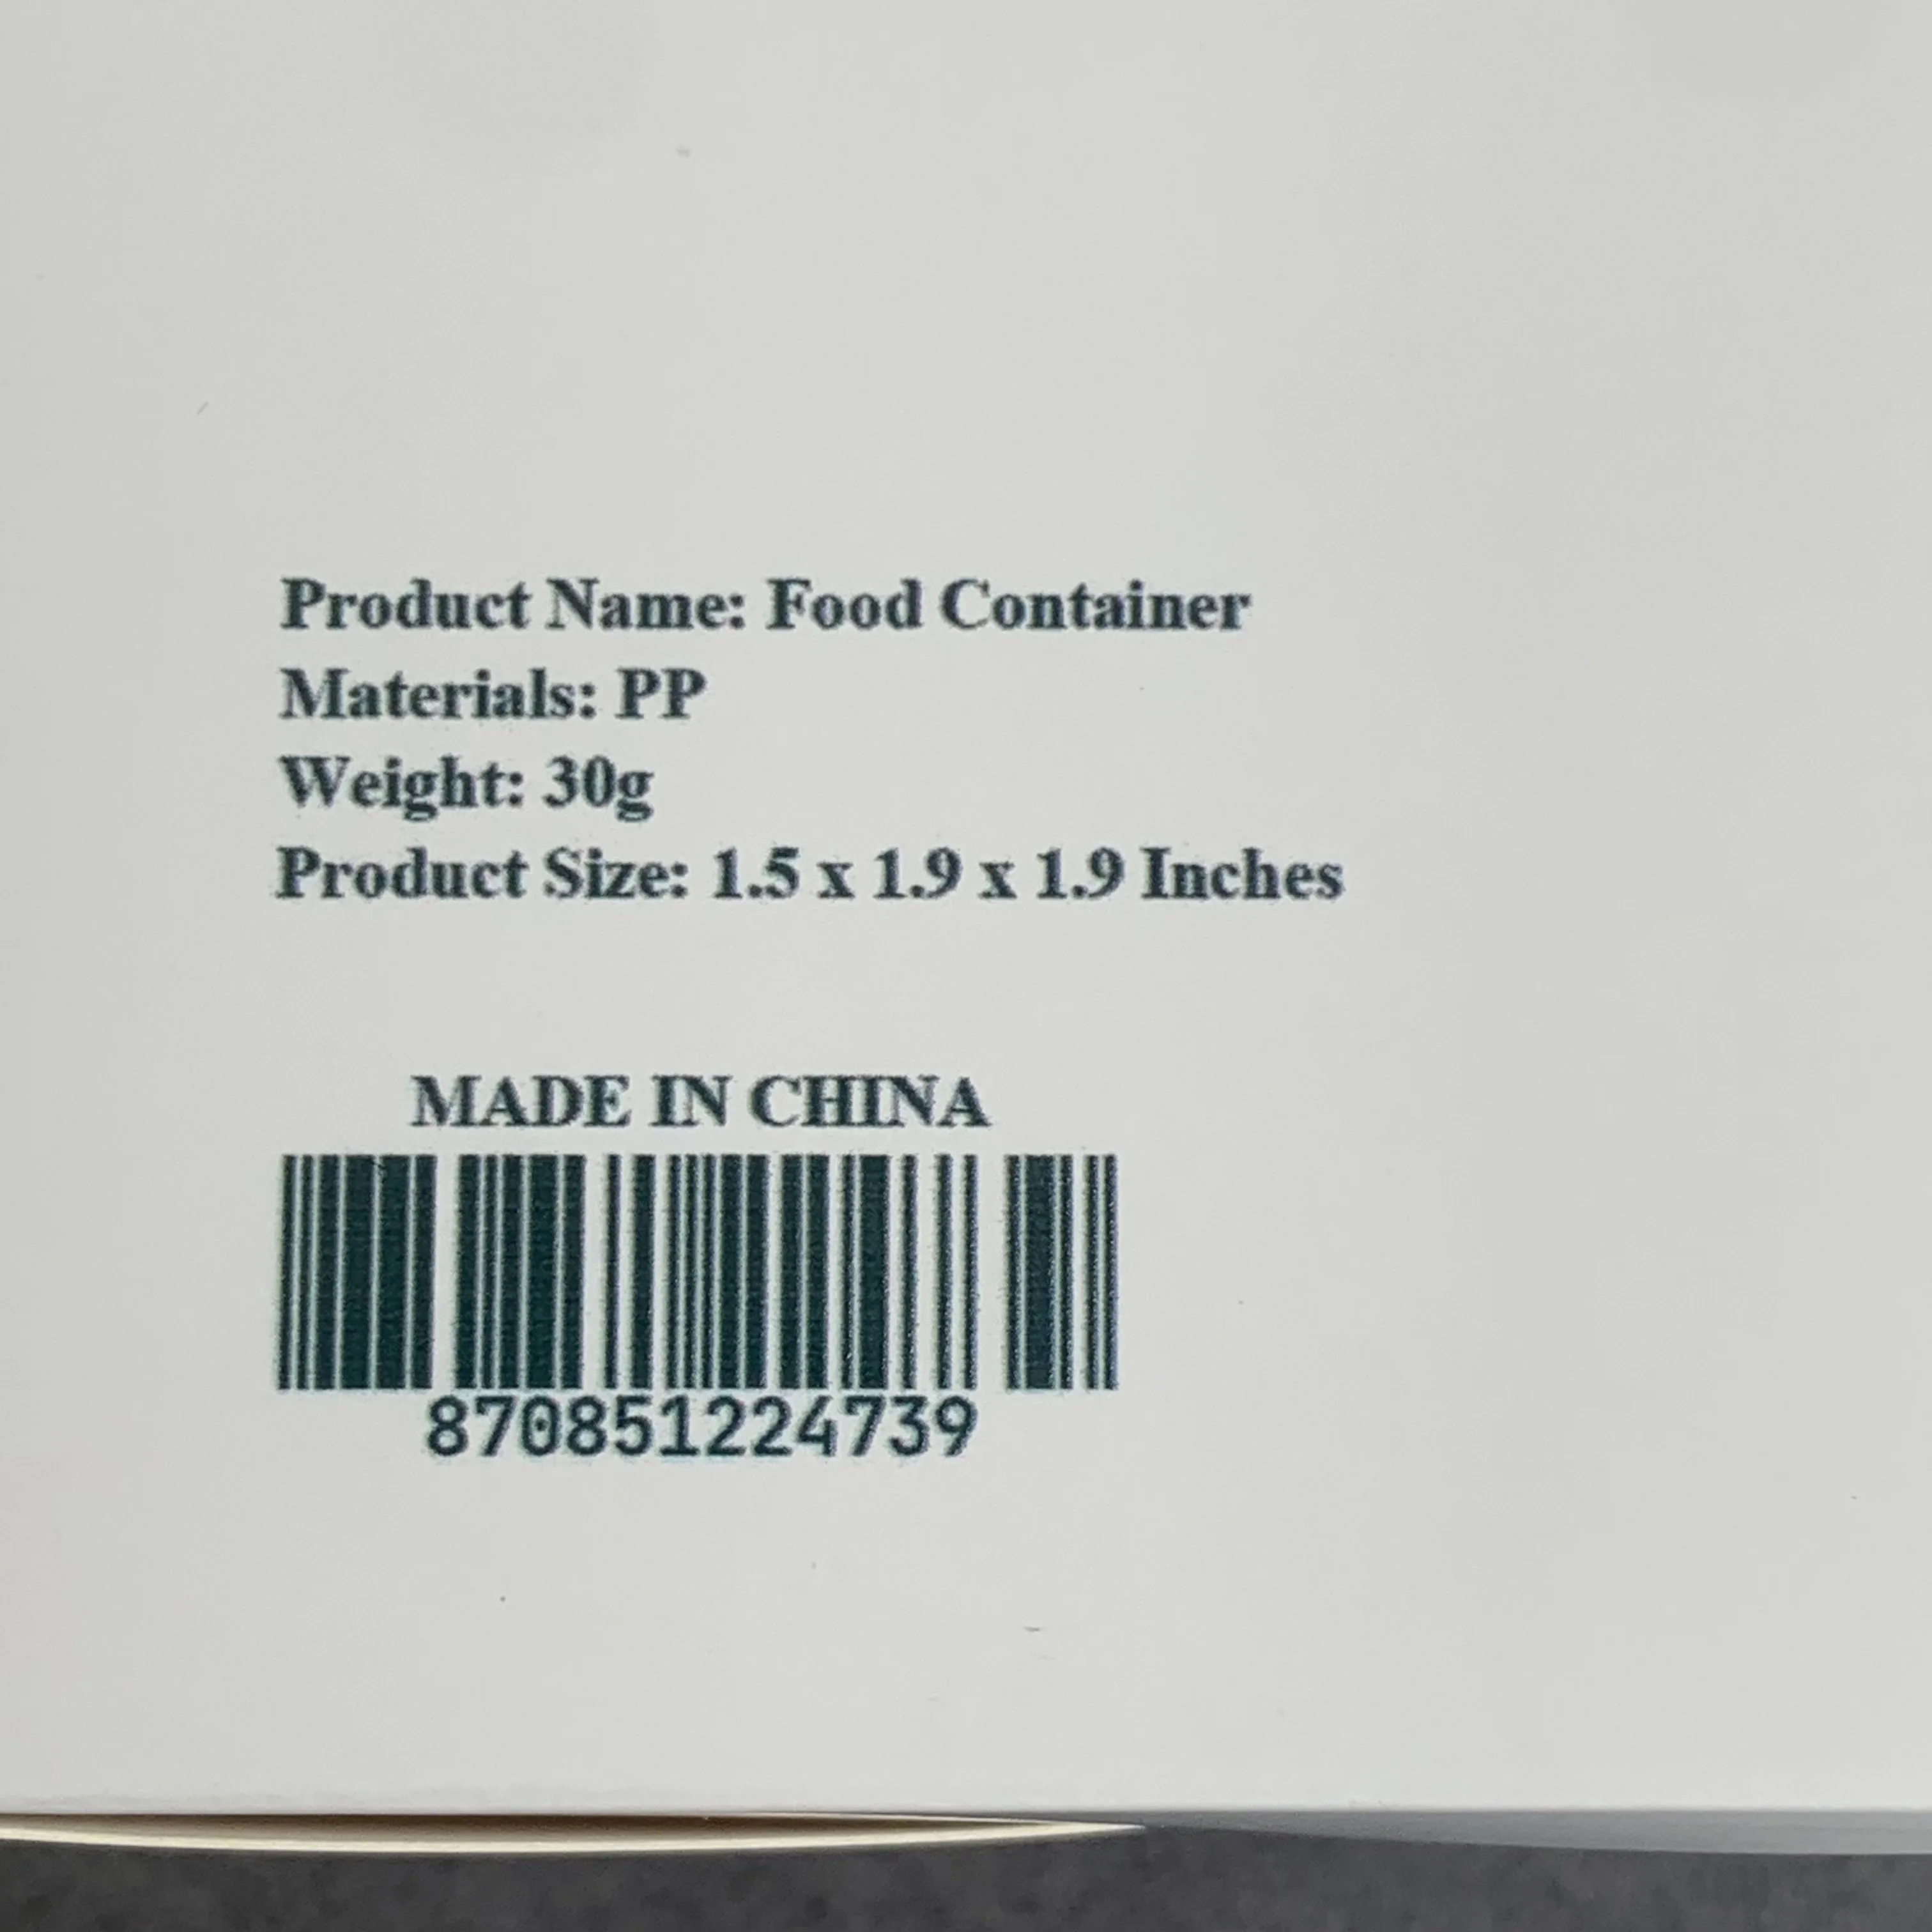 Product Name: Food Container
Materials: PP
Weight: 30g
Product Size: 1.5 x 1.9 x 1.9 Inches
MADE IN CHINA
870851224739